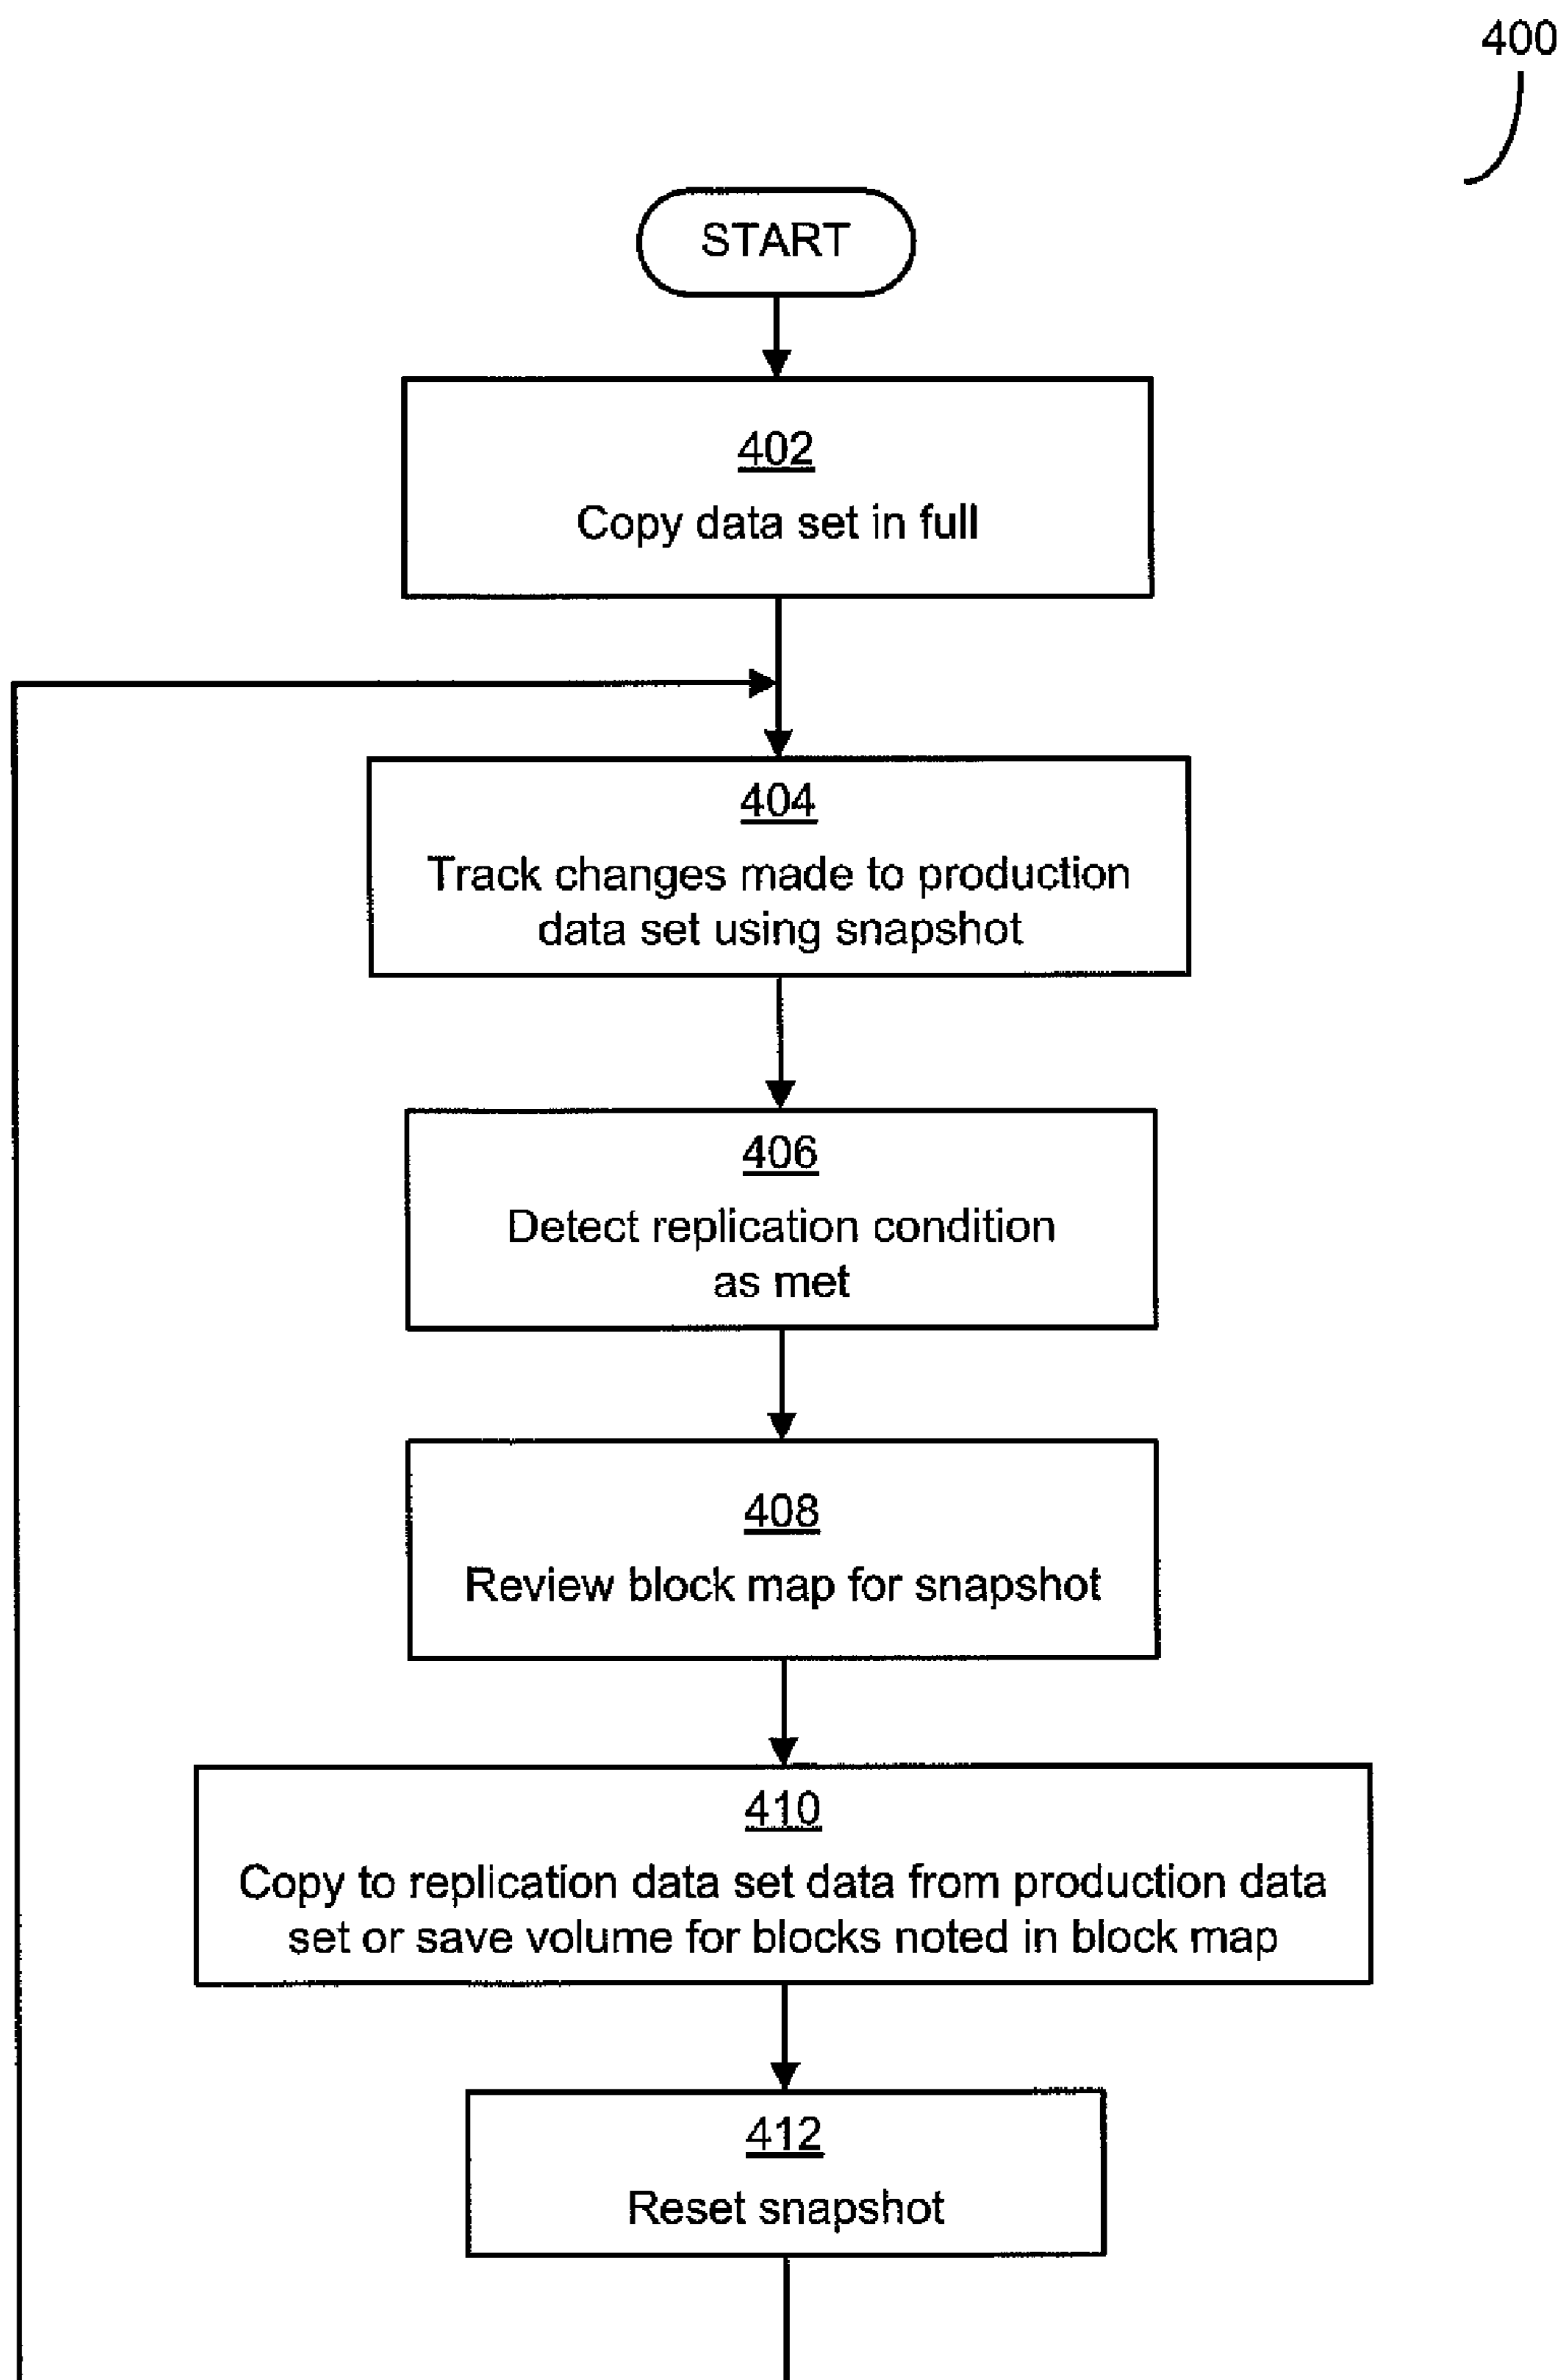 400
START
402
Copy data set in full
404
Track changes made to production
data set using snapshot
406
Detect replication condition
as met
408
Review block map for snapshot
410
Copy to replication data set data from production data
set or save volume for blocks noted in block map
412
Reset snapshot